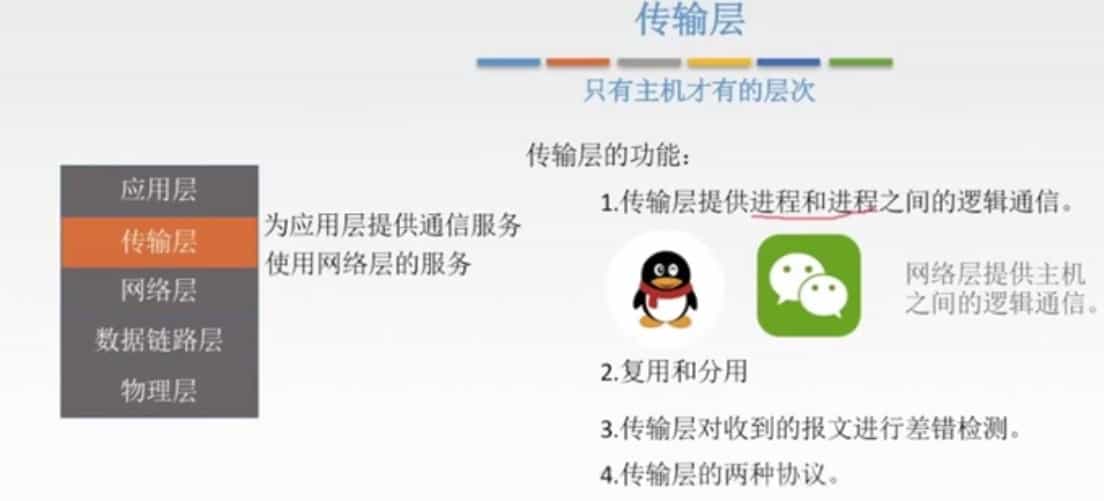 传输层
只有主机才有的层次
应用层
传输层
网络层
数据链路层
物理层
为应用层提供通信服务
使用网络层的服务
传输层的功能：
1.传输层提供进程和进程之间的逻辑通信。
网络层提供主机
之间的逻辑通信。
2.复用和分用
3.传输层对收到的报文进行差错检测。
4.传输层的两种协议。